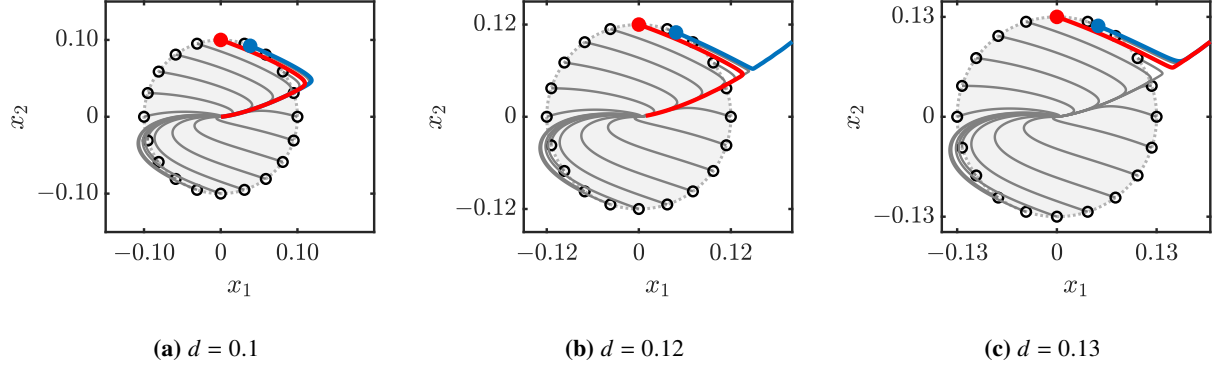 0.10
0
−0.10
x₂
−0.10 0 0.10
x₁
(a) d = 0.1
0.12
0
−0.12
x₂
−0.12 0 0.12
x₁
(b) d = 0.12
0.13
0
−0.13
x₂
−0.13 0 0.13
x₁
(c) d = 0.13